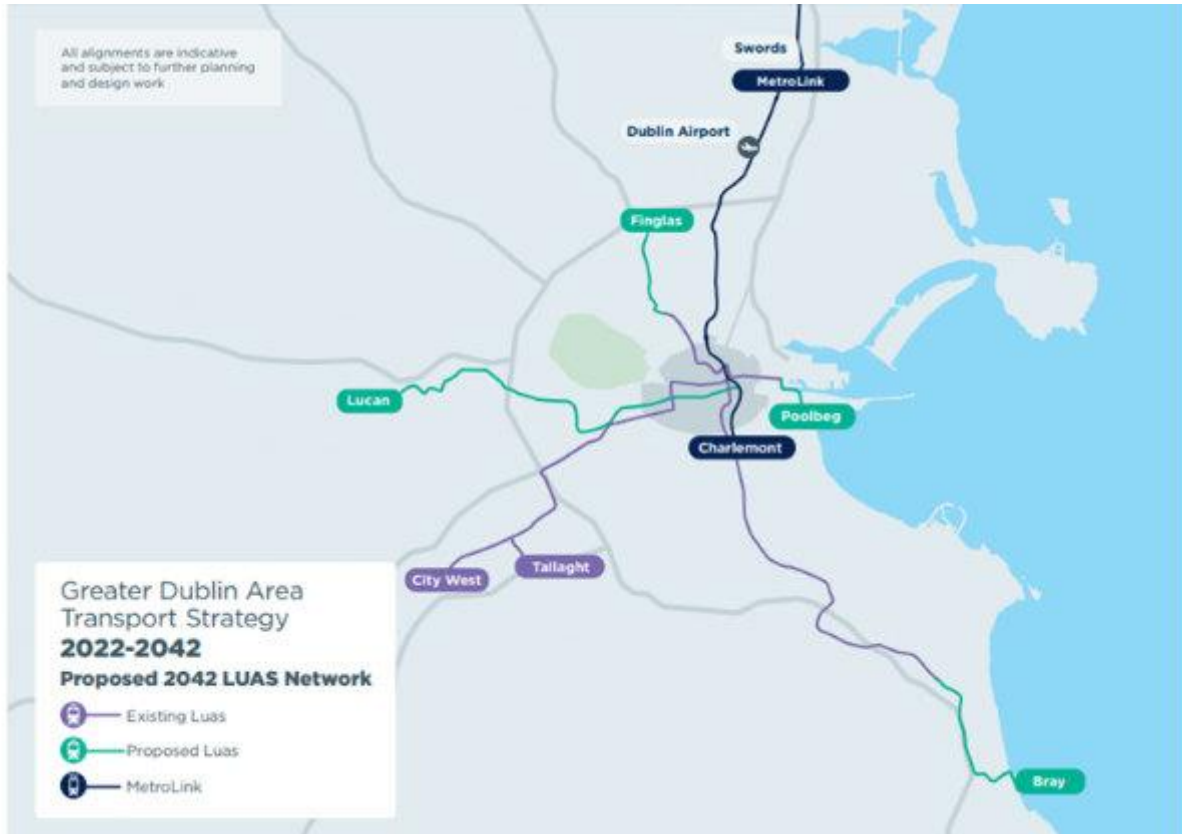 All alignments are indicative
and subject to further planning
and design work
Swords
MetroLink
Dublin Airport
Finglas
Lucan
Poolbeg
Charlemont
Tallaght
City West
Bray
Greater Dublin Area
Transport Strategy
2022-2042
Proposed 2042 LUAS Network
Existing Luas
Proposed Luas
MetroLink